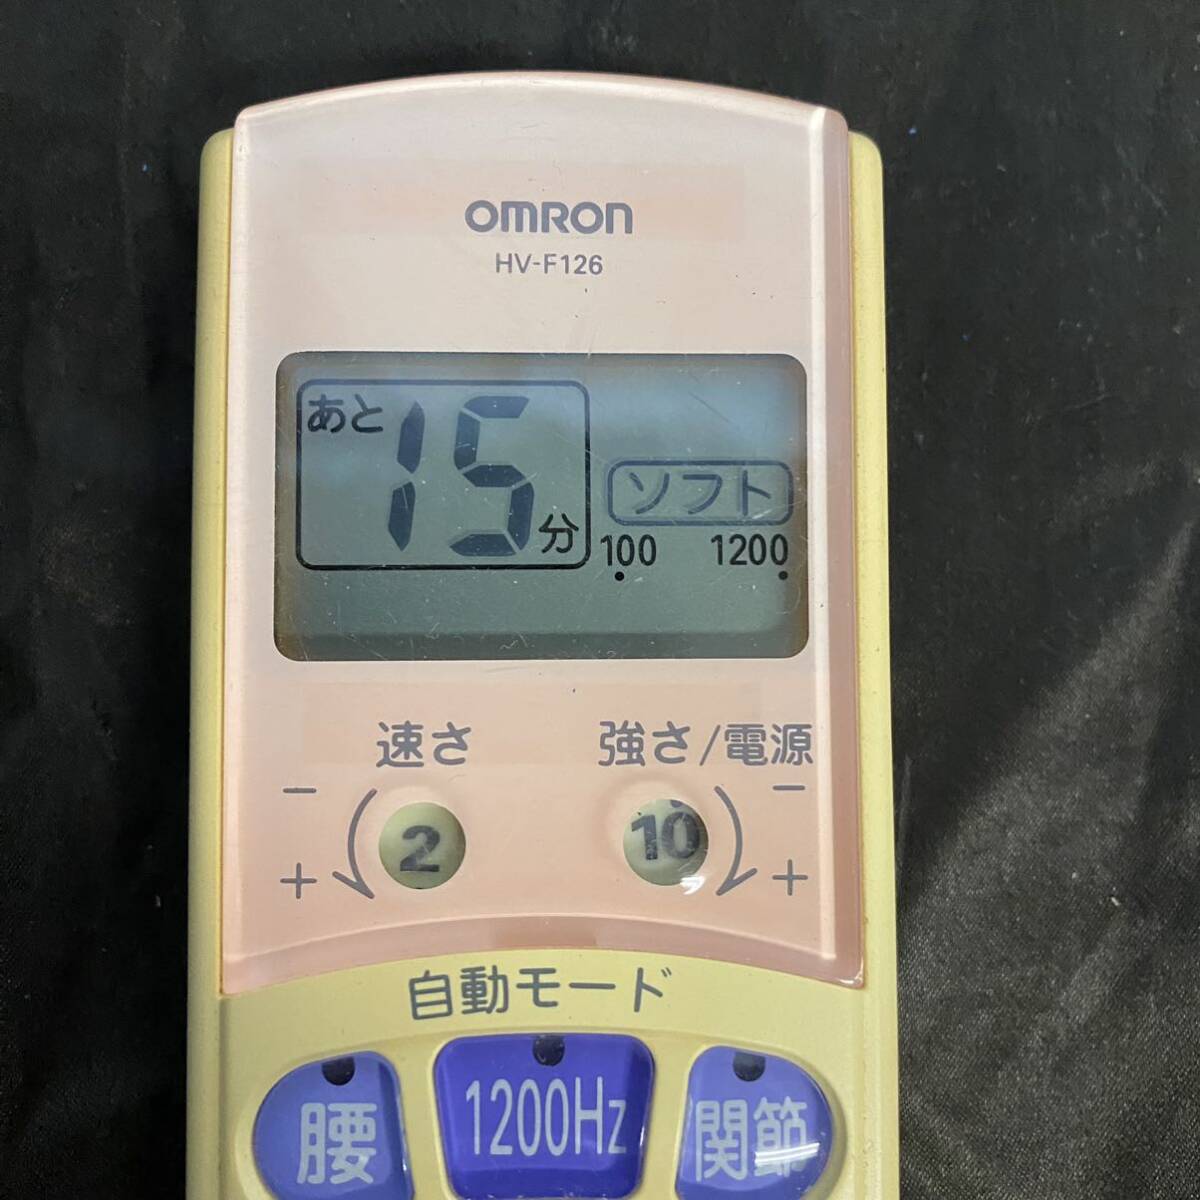 OMRON
HV-F126
あと 15 分
ソフト
100 1200
速さ 強さ/電源
− −
2 10
+ +
自動モード
腰 1200Hz 関節